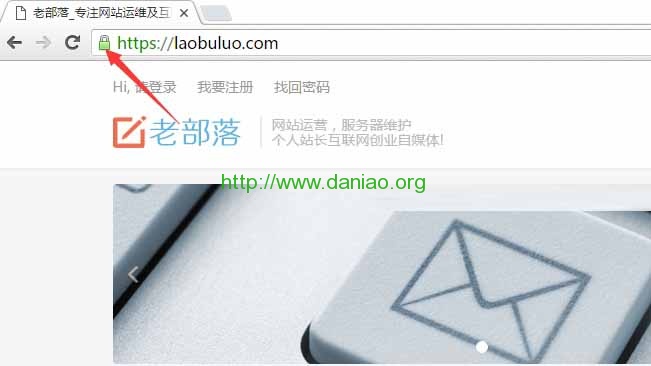 老部落_专注网站运维及互
https://laobuluo.com
Hi, 请登录 我要注册 找回密码
老部落
网站运营，服务器维护
个人站长互联网创业自媒体!
http://www.daniao.org